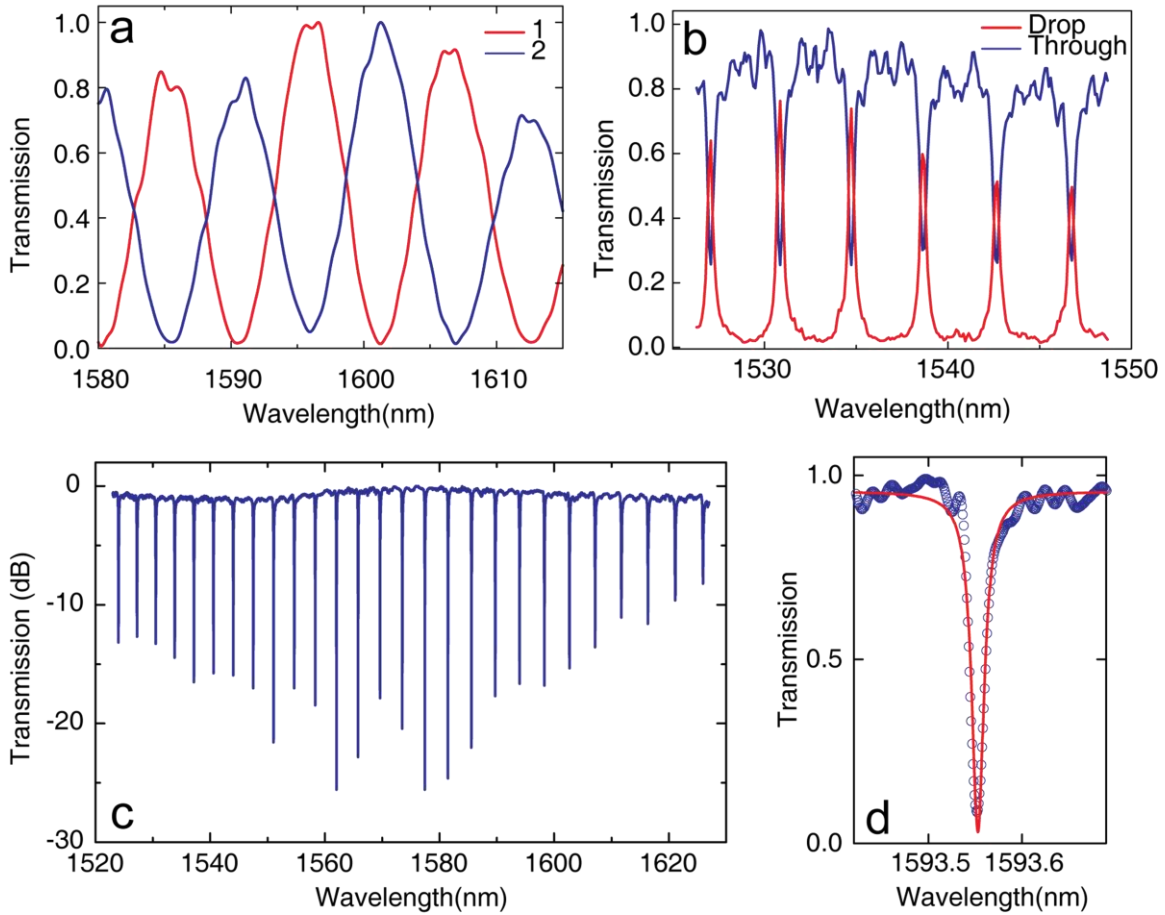 a
1
2
1.0
0.8
0.6
0.4
0.2
0.0
Transmission
1580
1590
1600
1610
Wavelength(nm)
b
Drop
Through
1.0
0.8
0.6
0.4
0.2
0.0
Transmission
1530
1540
1550
Wavelength(nm)
c
0
-10
-20
-30
Transmission (dB)
1520
1540
1560
1580
1600
1620
Wavelength(nm)
d
1.0
0.5
0.0
Transmission
1593.5
1593.6
Wavelength(nm)